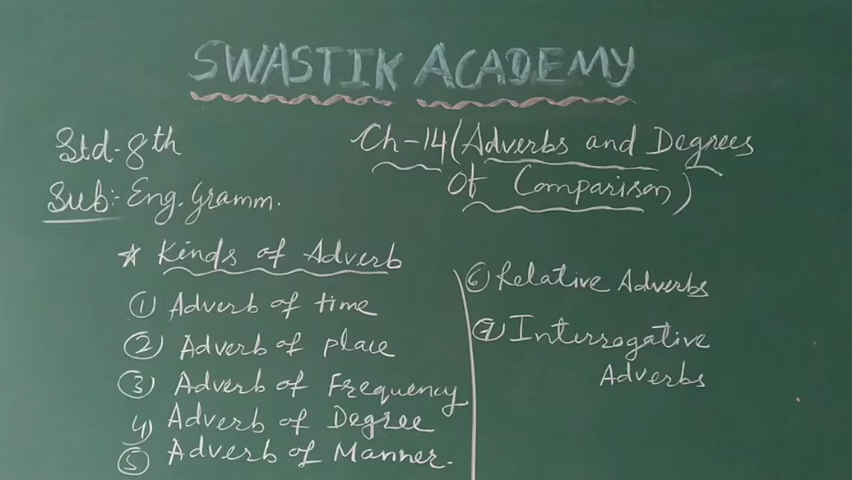 SWASTIK ACADEMY
Std-8th
Ch-14 (Adverbs and Degrees
Of Comparison)
Sub:- Eng. Gramm.
* Kinds of Adverb
① Adverb of time
② Adverb of place
③ Adverb of Frequency
4) Adverb of Degree
⑤ Adverb of Manner.
⑥ Relative Adverbs
⑦ Interrogative
Adverbs